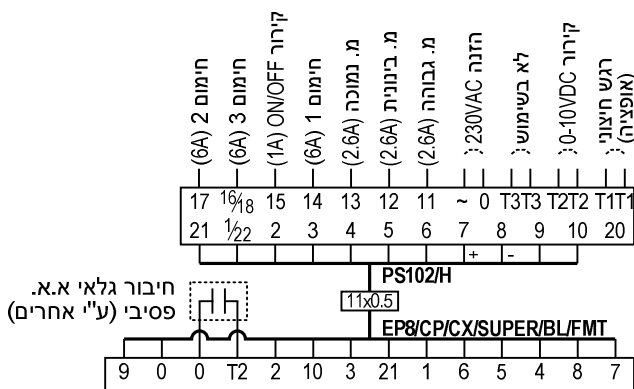 חימום 2 (6A)
חימום 3 (6A)
קירור ON/OFF (1A)
חימום 1 (6A)
מ. נמוכה (2.6A)
מ. בינונית (2.6A)
מ. גבוהה (2.6A)
הזנה 230VAC
לא בשימוש
קירור 0-10VDC
רגש חיצוני
(אופציה)
17 16/18 15 14 13 12 11 ~ 0 T3 T3 T2 T2 T1 T1
21 1/22 2 3 4 5 6 7 8 9 10 20
+ -
PS102/H
חיבור גלאי א.א.
פסיבי (ע"י אחרים)
11x0.5
EP8/CP/CX/SUPER/BL/FMT
9 0 0 T2 2 10 3 21 1 6 5 4 8 7